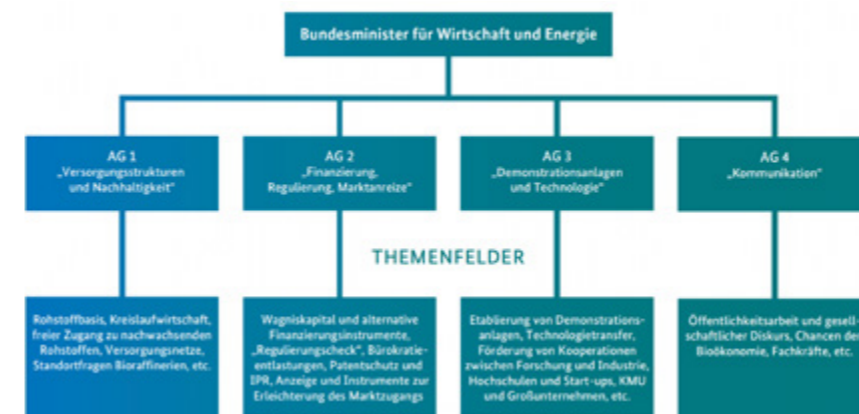 Bundesminister für Wirtschaft und Energie
AG 1
„Versorgungsstrukturen
und Nachhaltigkeit“
AG 2
„Finanzierung,
Regulierung, Marktanreize“
AG 3
„Demonstrationsanlagen
und Technologie“
AG 4
„Kommunikation“
THEMENFELDER
Rohstoffbasis, Kreislaufwirtschaft,
freier Zugang zu nachwachsenden
Rohstoffen, Versorgungsnetze,
Standortfragen Bioraffinerien, etc.
Wagniskapital und alternative
Finanzierungsinstrumente,
„Regulierungscheck“, Bürokratie-
entlastungen, Patentschutz und
IPR, Anzeige und Instrumente zur
Erleichterung des Marktzugangs
Etablierung von Demonstrations-
anlagen, Technologietransfer,
Förderung von Kooperationen
zwischen Forschung und Industrie,
Hochschulen und Start-ups, KMU
und Großunternehmen, etc.
Öffentlichkeitsarbeit und gesell-
schaftlicher Diskurs, Chancen der
Bioökonomie, Fachkräfte, etc.